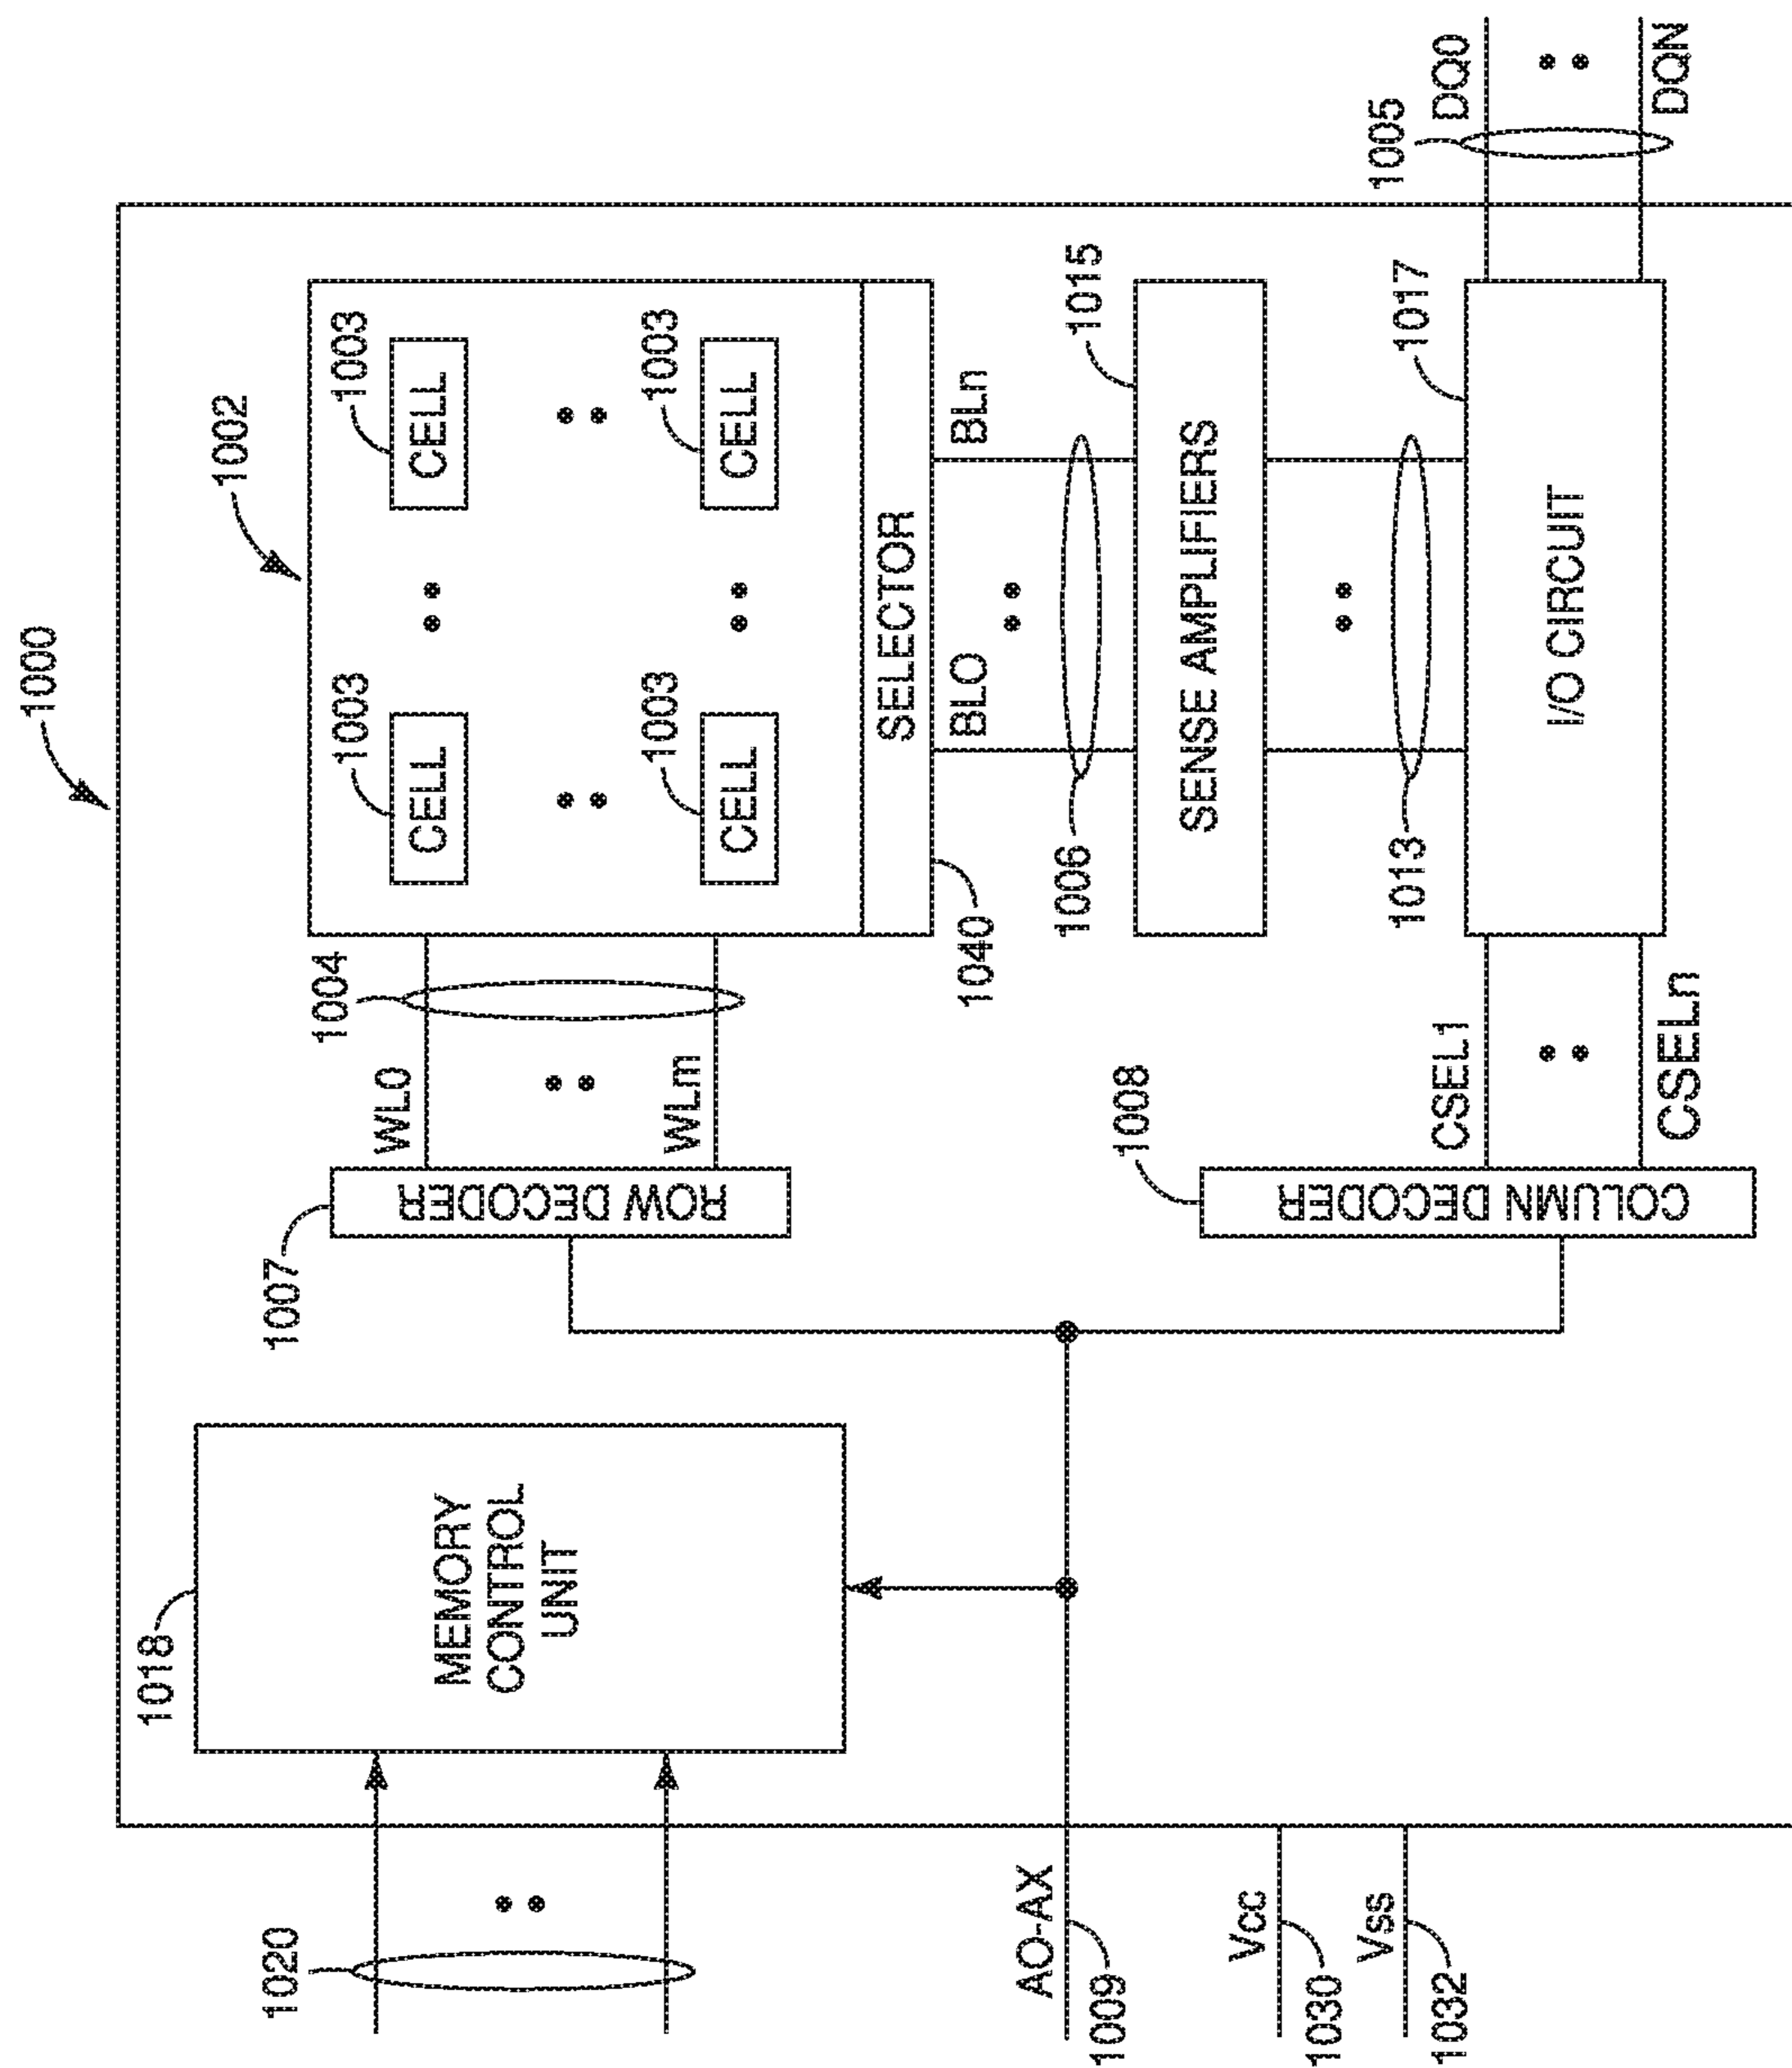 1000
1002
1018
1003
1003
CELL
CELL
1003
1003
CELL
CELL
1004
WL0
WLm
1007
ROW DECODER
MEMORY
CONTROL
UNIT
1020
SELECTOR
1040
BLO
BLn
1006
1015
SENSE AMPLIFIERS
1013
1017
I/O CIRCUIT
1005
DQ0
DQN
1008
COLUMN DECODER
CSEL1
CSELn
AO-AX
1009
Vcc
1030
Vss
1032